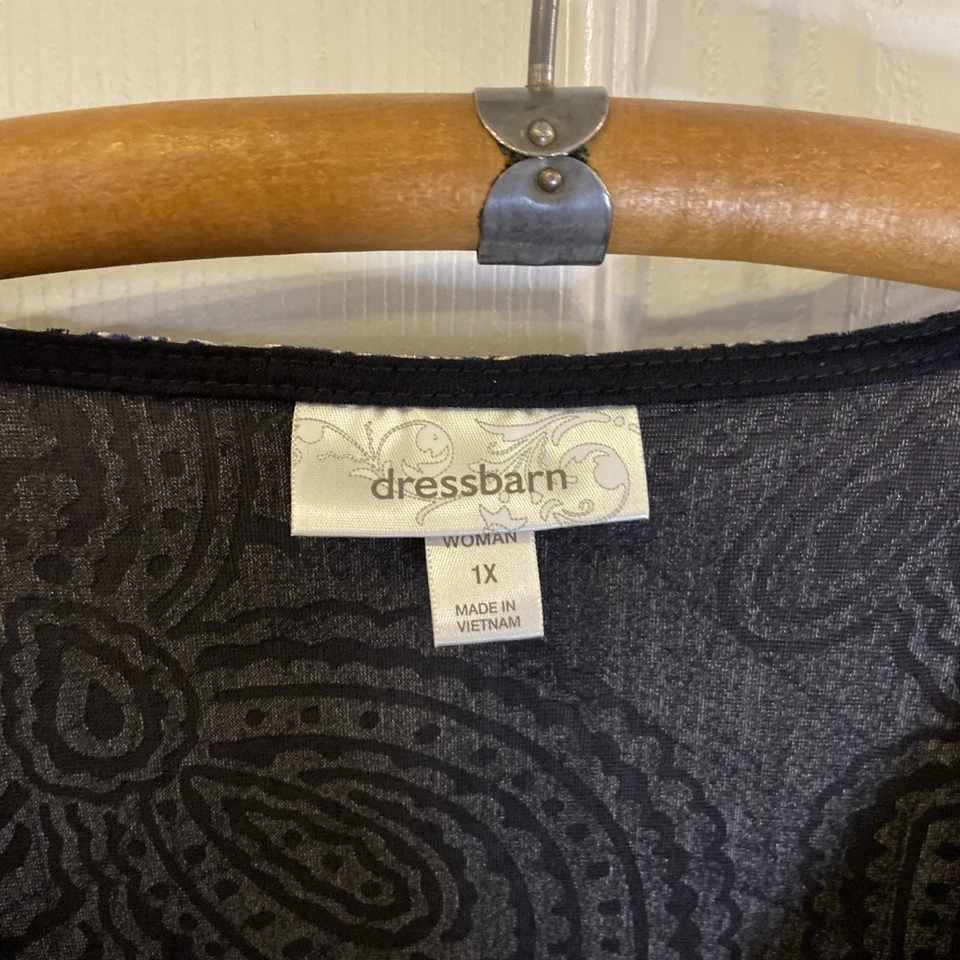 dressbarn
WOMAN
1X
MADE IN
VIETNAM